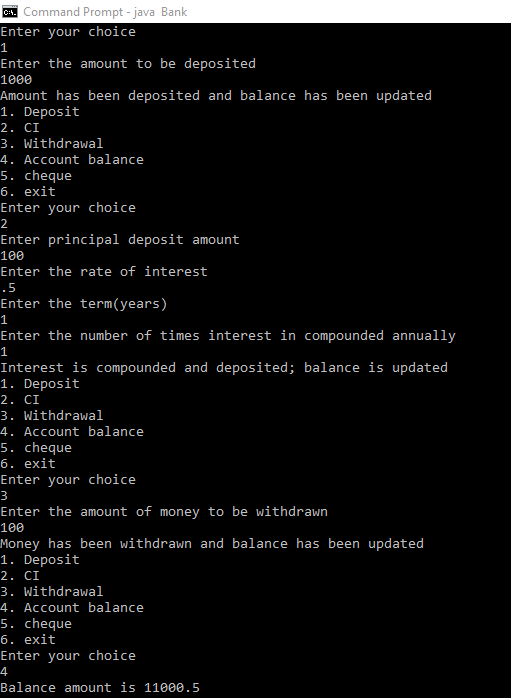 Command Prompt - java Bank
Enter your choice
1
Enter the amount to be deposited
1000
Amount has been deposited and balance has been updated
1. Deposit
2. CI
3. Withdrawal
4. Account balance
5. cheque
6. exit
Enter your choice
2
Enter principal deposit amount
100
Enter the rate of interest
.5
Enter the term(years)
1
Enter the number of times interest in compounded annually
1
Interest is compounded and deposited; balance is updated
1. Deposit
2. CI
3. Withdrawal
4. Account balance
5. cheque
6. exit
Enter your choice
3
Enter the amount of money to be withdrawn
100
Money has been withdrawn and balance has been updated
1. Deposit
2. CI
3. Withdrawal
4. Account balance
5. cheque
6. exit
Enter your choice
4
Balance amount is 11000.5